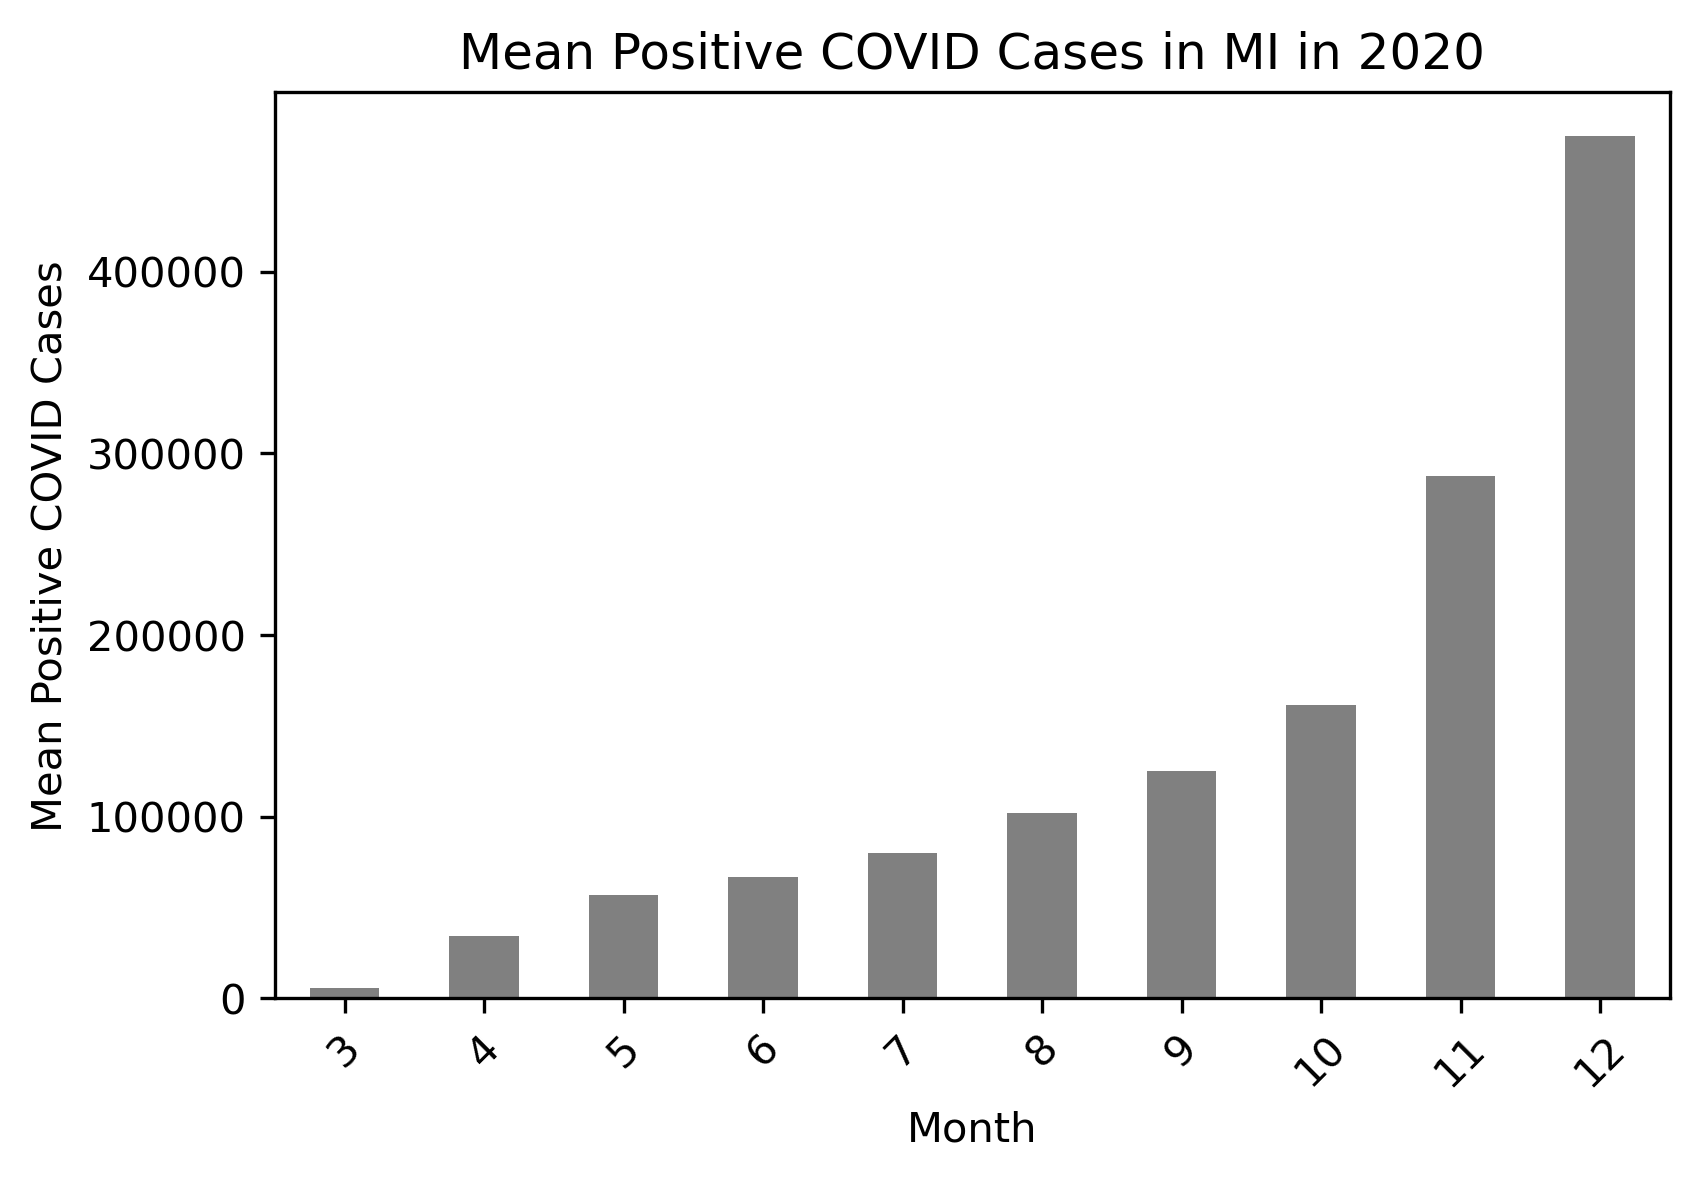 Mean Positive COVID Cases in MI in 2020
Mean Positive COVID Cases
400000
300000
200000
100000
0
3 4 5 6 7 8 9 10 11 12
Month